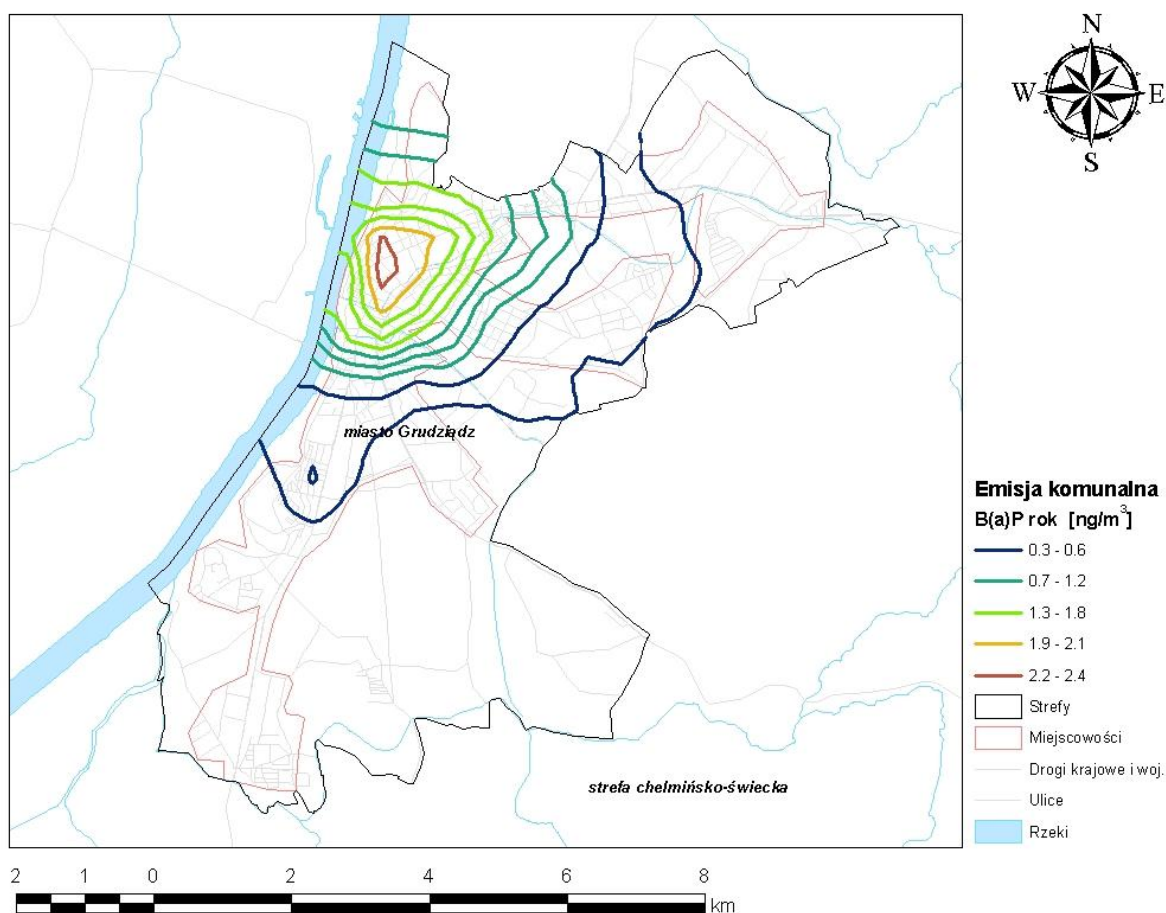 N
W
E
S
miasto Grudziądz
strefa chełmińsko-świecka
Emisja komunalna
B(a)P rok [ng/m³]
0.3 - 0.6
0.7 - 1.2
1.3 - 1.8
1.9 - 2.1
2.2 - 2.4
Strefy
Miejscowości
Drogi krajowe i woj.
Ulice
Rzeki
2 1 0 2 4 6 8
km